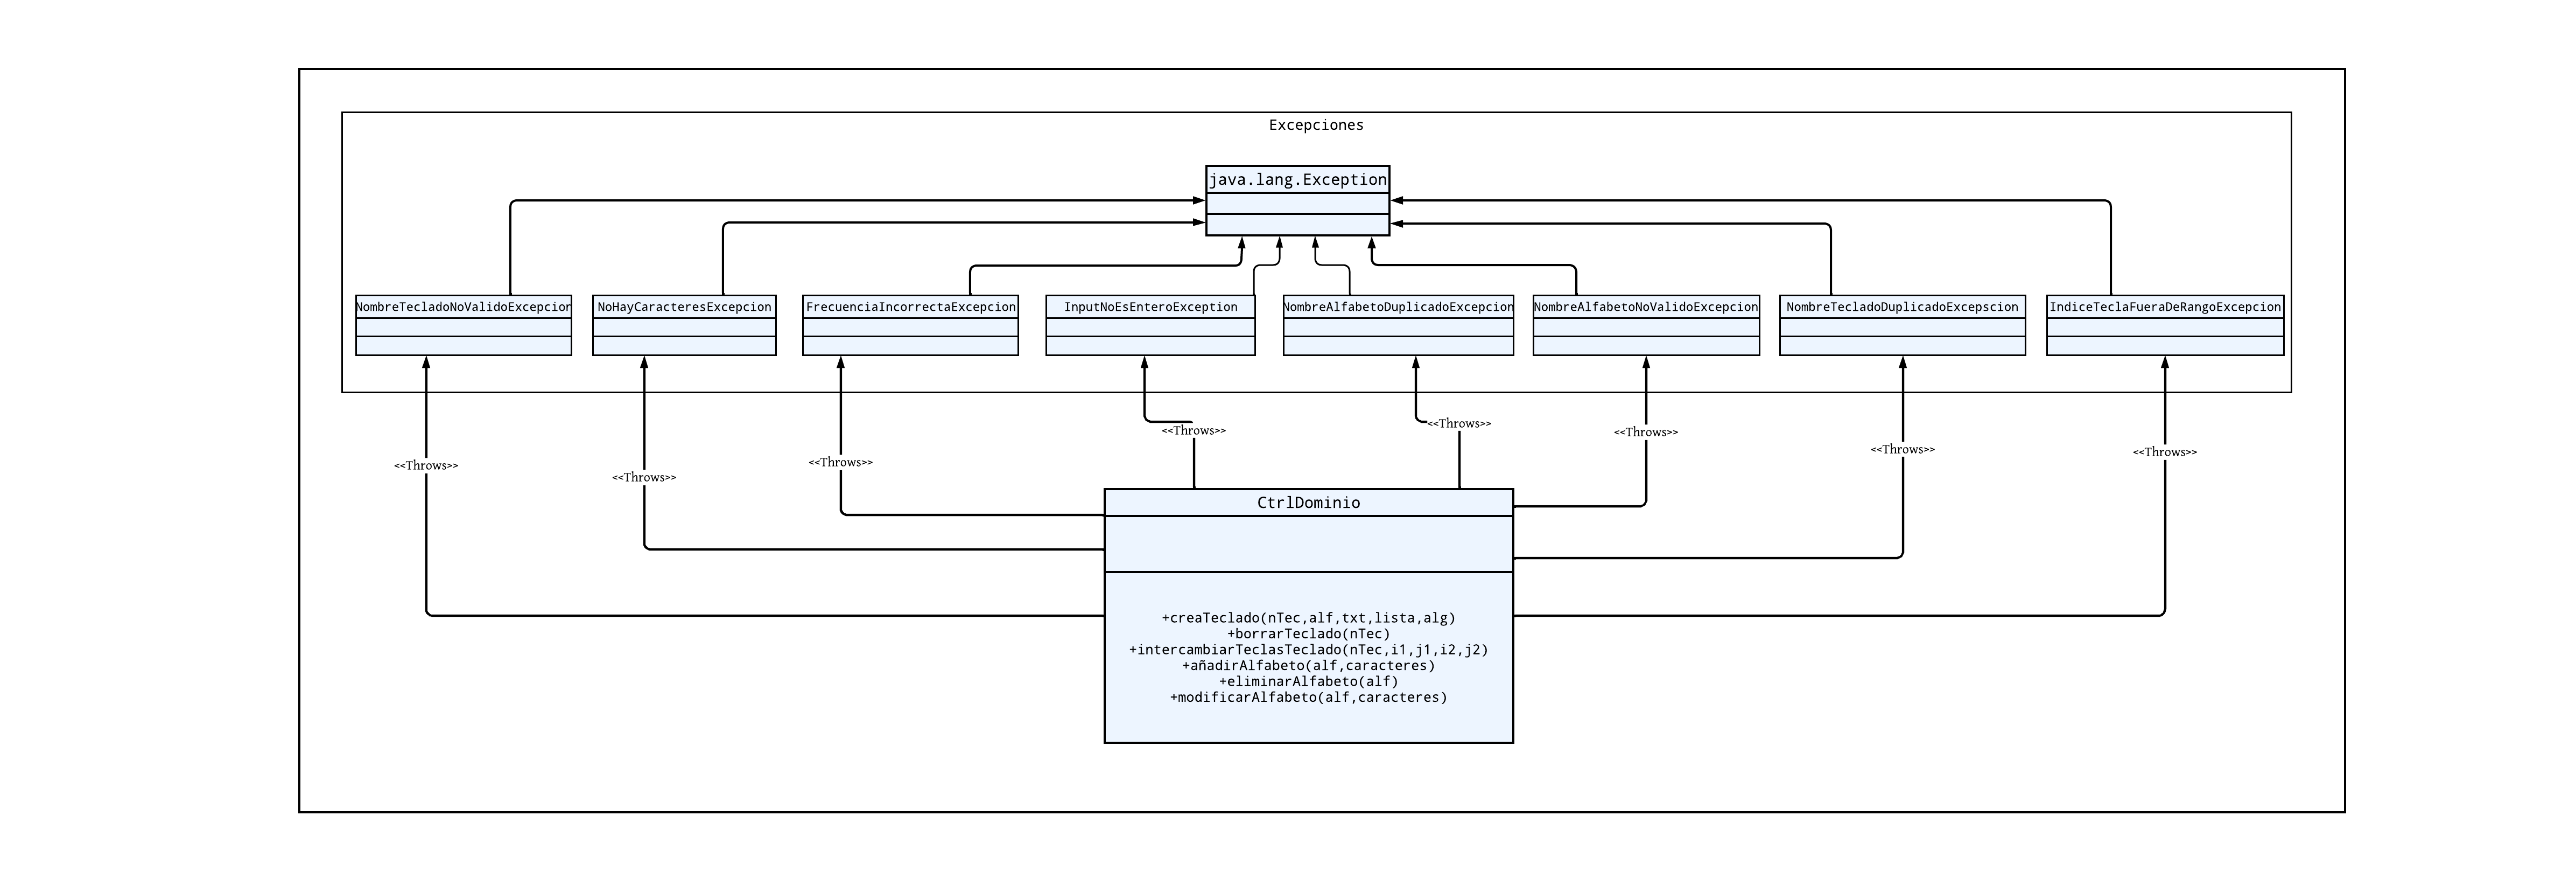 Excepciones
java.lang.Exception
NombreTecladoNoValidoExcepcion
NoHayCaracteresExcepcion
FrecuenciaIncorrectaExcepcion
InputNoEsEnteroException
NombreAlfabetoDuplicadoExcepcion
NombreAlfabetoNoValidoExcepcion
NombreTecladoDuplicadoExcepscion
IndiceTeclaFueraDeRangoExcepcion
<<Throws>>
<<Throws>>
<<Throws>>
<<Throws>>
<<Throws>>
<<Throws>>
<<Throws>>
<<Throws>>
CtrlDominio
+creaTeclado(nTec,alf,txt,lista,alg)
+borrarTeclado(nTec)
+intercambiarTeclasTeclado(nTec,i1,j1,i2,j2)
+añadirAlfabeto(alf,caracteres)
+eliminarAlfabeto(alf)
+modificarAlfabeto(alf,caracteres)